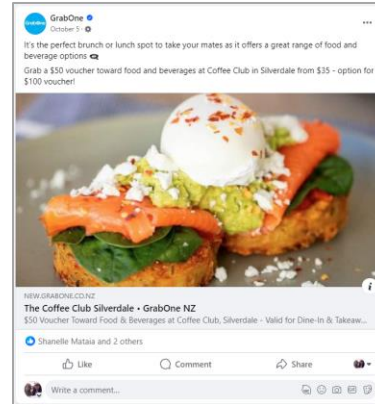 GrabOne
GrabOne
October 5 ·
It's the perfect brunch or lunch spot to take your mates as it offers a great range of food and
beverage options
Grab a $50 voucher toward food and beverages at Coffee Club in Silverdale from $35 - option for
$100 voucher!
NEW.GRABONE.CO.NZ
The Coffee Club Silverdale • GrabOne NZ
$50 Voucher Toward Food & Beverages at Coffee Club, Silverdale - Valid for Dine-In & Takeaw...
Shanelle Mataia and 2 others
Like
Comment
Share
Write a comment...